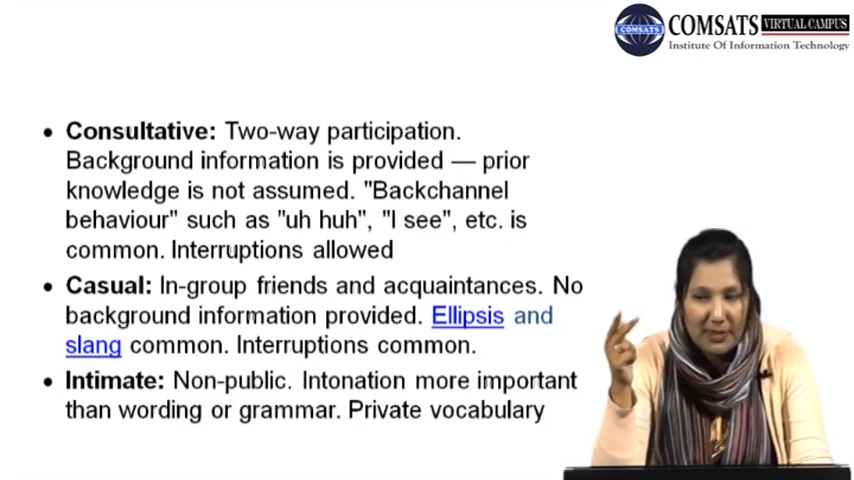 COMSATS VIRTUAL CAMPUS
COMSATS
Institute Of Information Technology
• Consultative: Two-way participation.
Background information is provided — prior
knowledge is not assumed. "Backchannel
behaviour" such as "uh huh", "I see", etc. is
common. Interruptions allowed
• Casual: In-group friends and acquaintances. No
background information provided. Ellipsis and
slang common. Interruptions common.
• Intimate: Non-public. Intonation more important
than wording or grammar. Private vocabulary